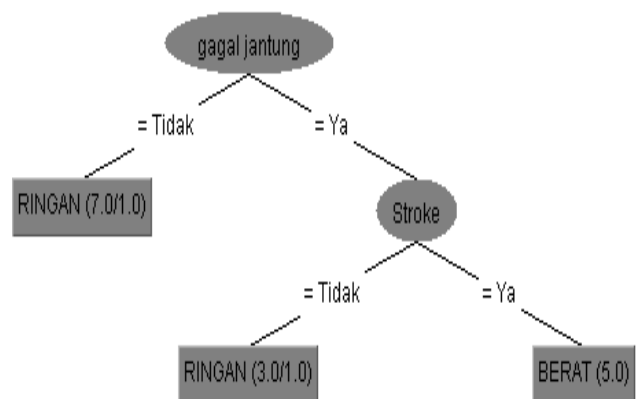 gagal jantung
= Tidak
= Ya
RINGAN (7.0/1.0)
Stroke
= Tidak
= Ya
RINGAN (3.0/1.0)
BERAT (5.0)